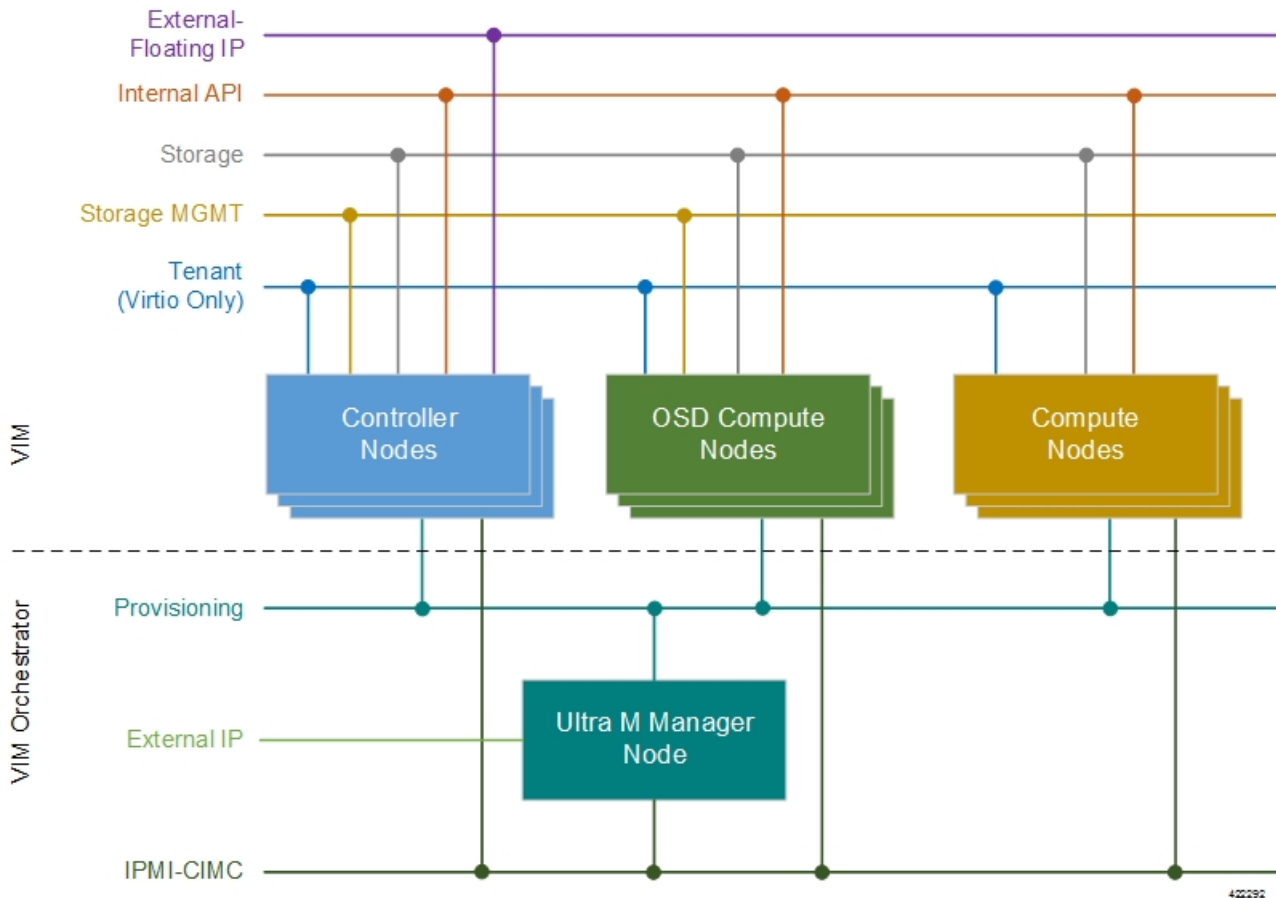 External-
Floating IP
Internal API
Storage
Storage MGMT
Tenant
(Virtio Only)
VIM
Controller
Nodes
OSD Compute
Nodes
Compute
Nodes
VIM Orchestrator
Provisioning
Ultra M Manager
Node
External IP
IPMI-CIMC
422292